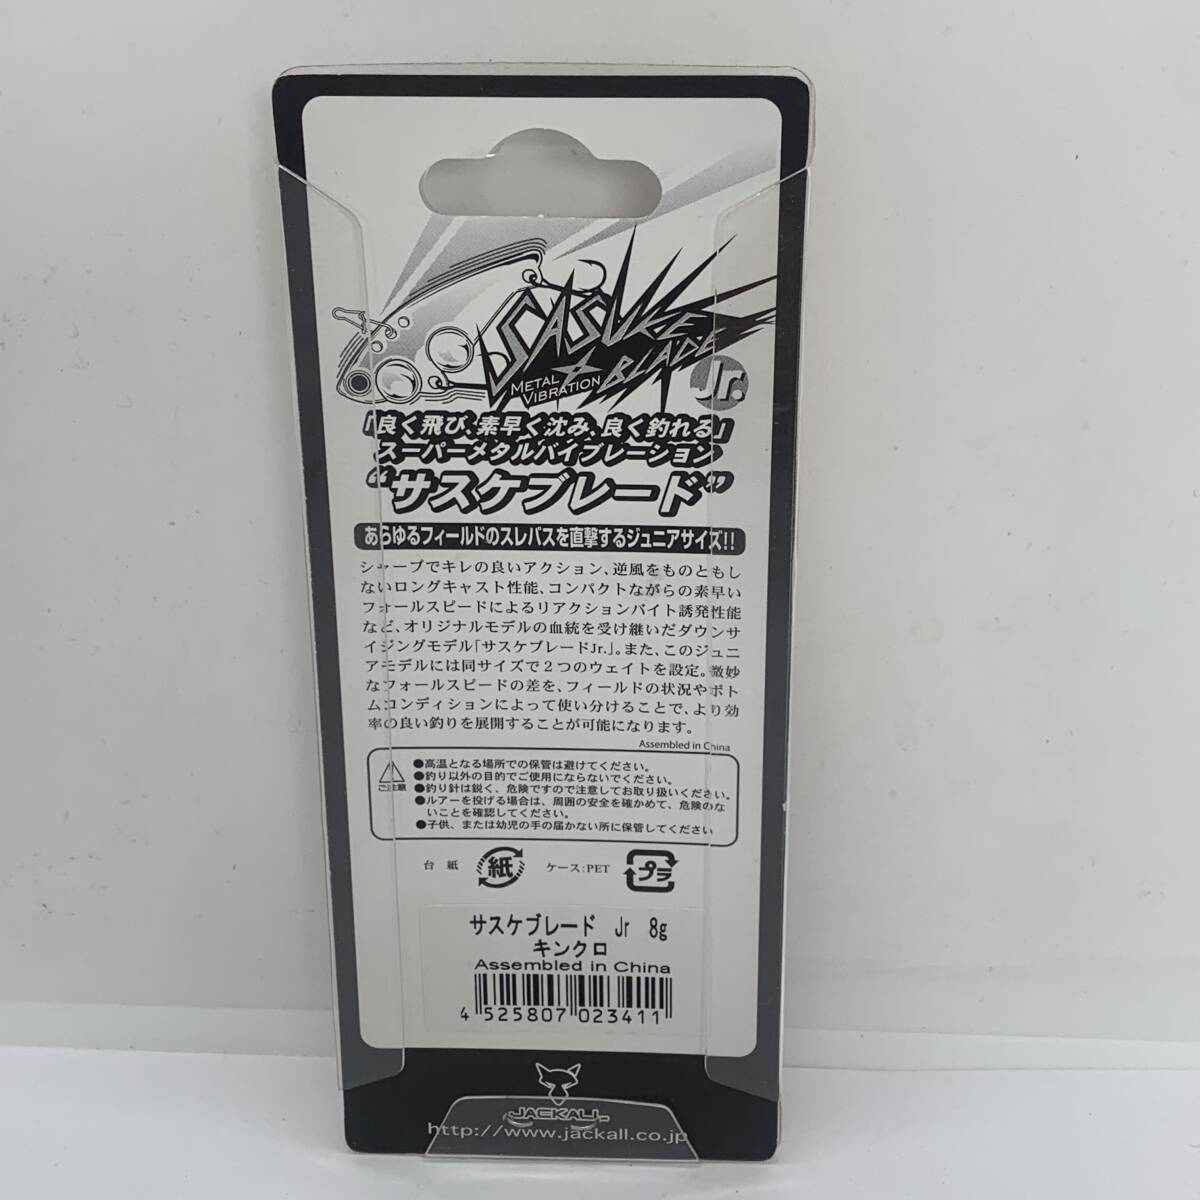 SASUKE
BLADE
METAL
VIBRATION
Jr.
「良く飛び、素早く沈み、良く釣れる」
スーパーメタルバイブレーション
“サスケブレード”
あらゆるフィールドのスレバスを直撃するジュニアサイズ!!
シャープでキレの良いアクション、逆風をものともし
ないロングキャスト性能、コンパクトながらの素早い
フォールスピードによるリアクションバイト誘発性能
など、オリジナルモデルの血統を受け継いだダウンサ
イジングモデル「サスケブレードJr.」。また、このジュニ
アモデルには同サイズで２つのウェイトを設定。微妙
なフォールスピードの差を、フィールドの状況やボト
ムコンディションによって使い分けることで、より効
率の良い釣りを展開することが可能になります。
Assembled in China
ご注意
●高温となる場所での保管は避けてください。
●釣り以外の目的でご使用にならないでください。
●釣り針は鋭く、危険ですので注意してお取り扱いください。
●ルアーを投げる場合は、周囲の安全を確かめて、危険のな
いことを確認してください。
●子供、または幼児の手の届かない所に保管してください
台紙 紙 ケース:PET プラ
サスケブレード Jr 8g
キンクロ
Assembled in China
4 525807 023411
JACKALL
http://www.jackall.co.jp